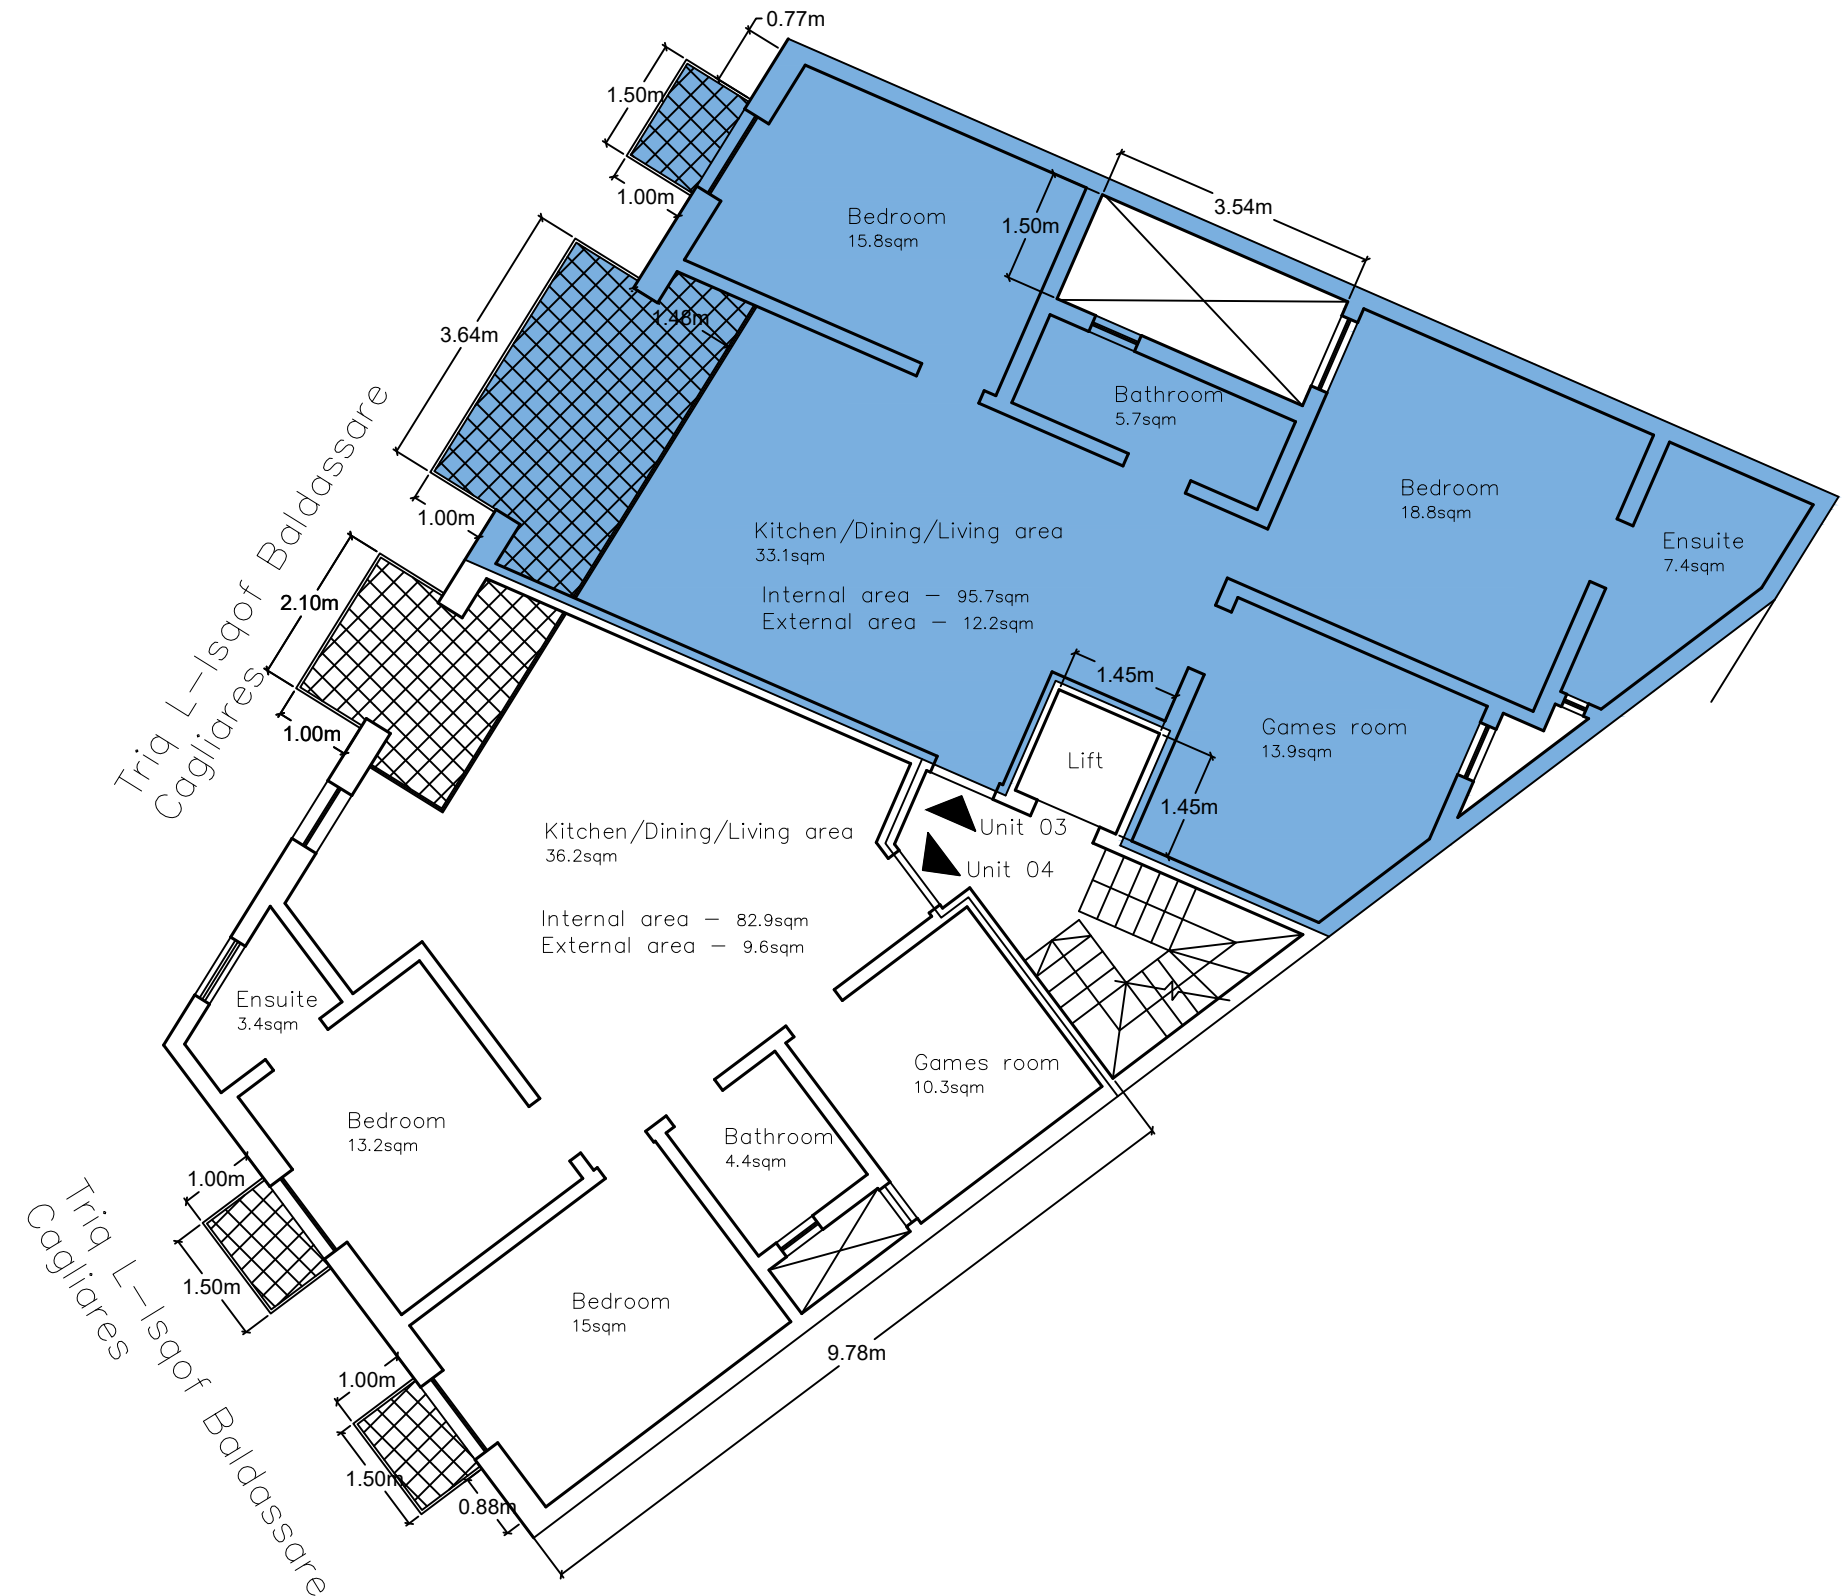 0.77m
1.50m
1.00m
3.54m
1.50m
Bedroom
15.8sqm
3.64m
1.48m
Bathroom
5.7sqm
1.00m
Bedroom
18.8sqm
Kitchen/Dining/Living area
33.1sqm
Ensuite
7.4sqm
Internal area - 95.7sqm
External area - 12.2sqm
Triq L-Isqof Baldassare
Cagliares
2.10m
1.00m
1.45m
Games room
13.9sqm
Lift
1.45m
Unit 03
Unit 04
Kitchen/Dining/Living area
36.2sqm
Internal area - 82.9sqm
External area - 9.6sqm
Ensuite
3.4sqm
Games room
10.3sqm
Bedroom
13.2sqm
Bathroom
4.4sqm
1.00m
1.50m
Bedroom
15sqm
9.78m
1.00m
1.50m
0.88m
Triq L-Isqof Baldassare
Cagliares